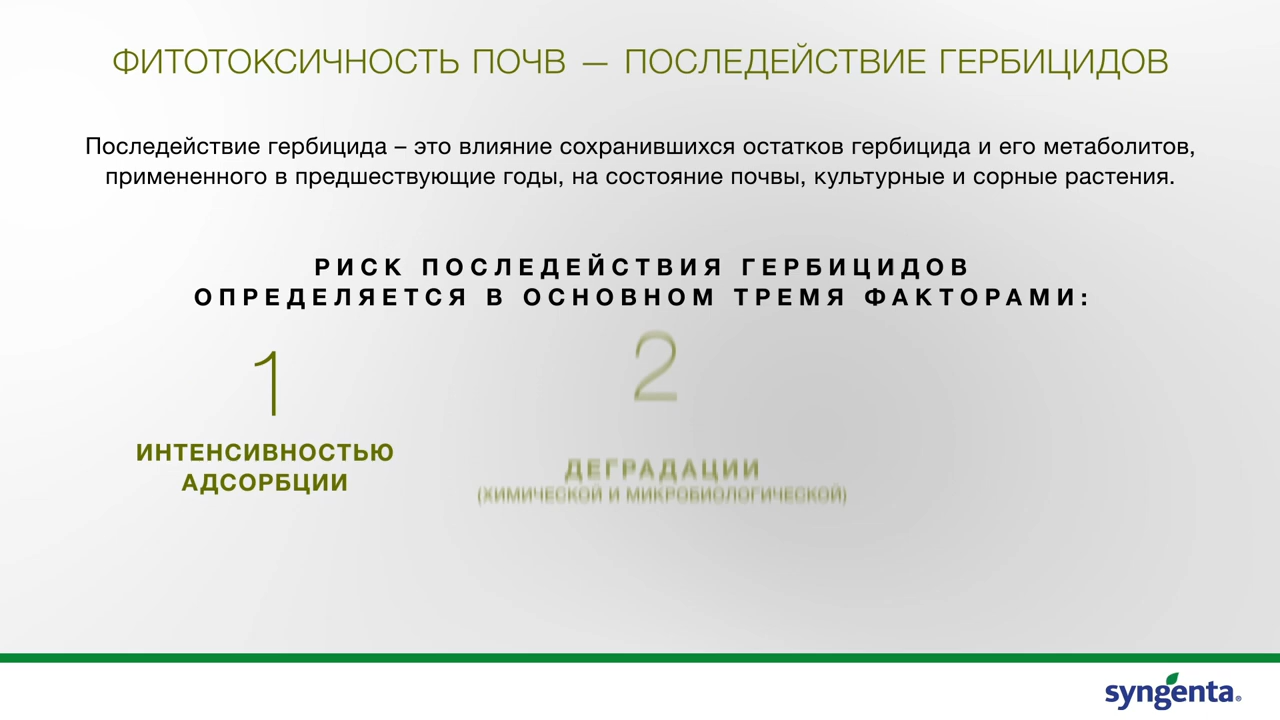 ФИТОТОКСИЧНОСТЬ ПОЧВ — ПОСЛЕДЕЙСТВИЕ ГЕРБИЦИДОВ
Последействие гербицида – это влияние сохранившихся остатков гербицида и его метаболитов,
примененного в предшествующие годы, на состояние почвы, культурные и сорные растения.
РИСК ПОСЛЕДЕЙСТВИЯ ГЕРБИЦИДОВ
ОПРЕДЕЛЯЕТСЯ В ОСНОВНОМ ТРЕМЯ ФАКТОРАМИ:
1
ИНТЕНСИВНОСТЬЮ
АДСОРБЦИИ
2
ДЕГРАДАЦИИ
(ХИМИЧЕСКОЙ И МИКРОБИОЛОГИЧЕСКОЙ)
syngenta®